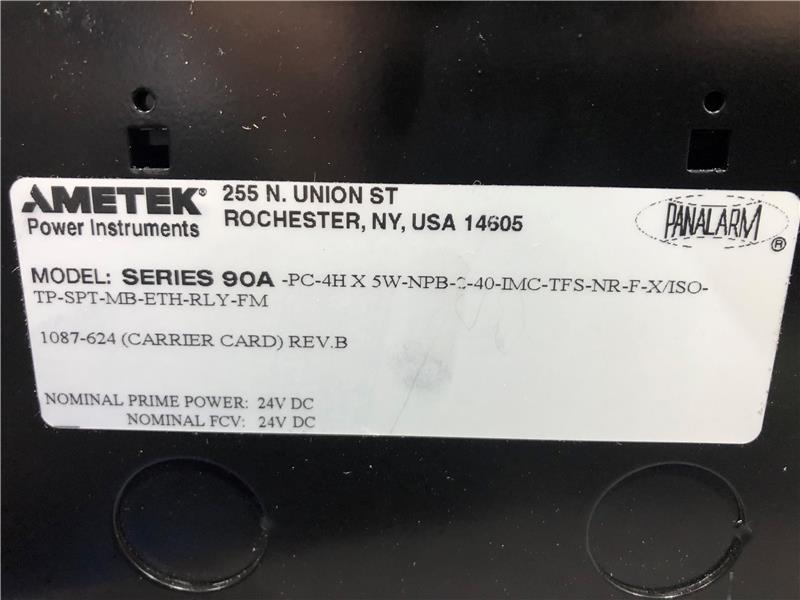 AMETEK® 255 N. UNION ST
Power Instruments ROCHESTER, NY, USA 14605
PANALARM®
MODEL: SERIES 90A -PC-4H X 5W-NPB-2-40-IMC-TFS-NR-F-X/ISO-
TP-SPT-MB-ETH-RLY-FM
1087-624 (CARRIER CARD) REV.B
NOMINAL PRIME POWER: 24V DC
NOMINAL FCV: 24V DC